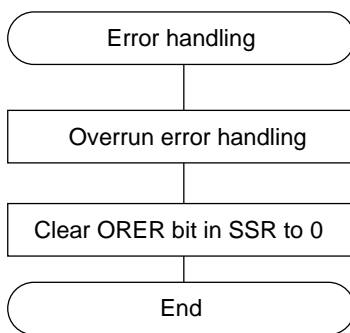 Error handling
Overrun error handling
Clear ORER bit in SSR to 0
End